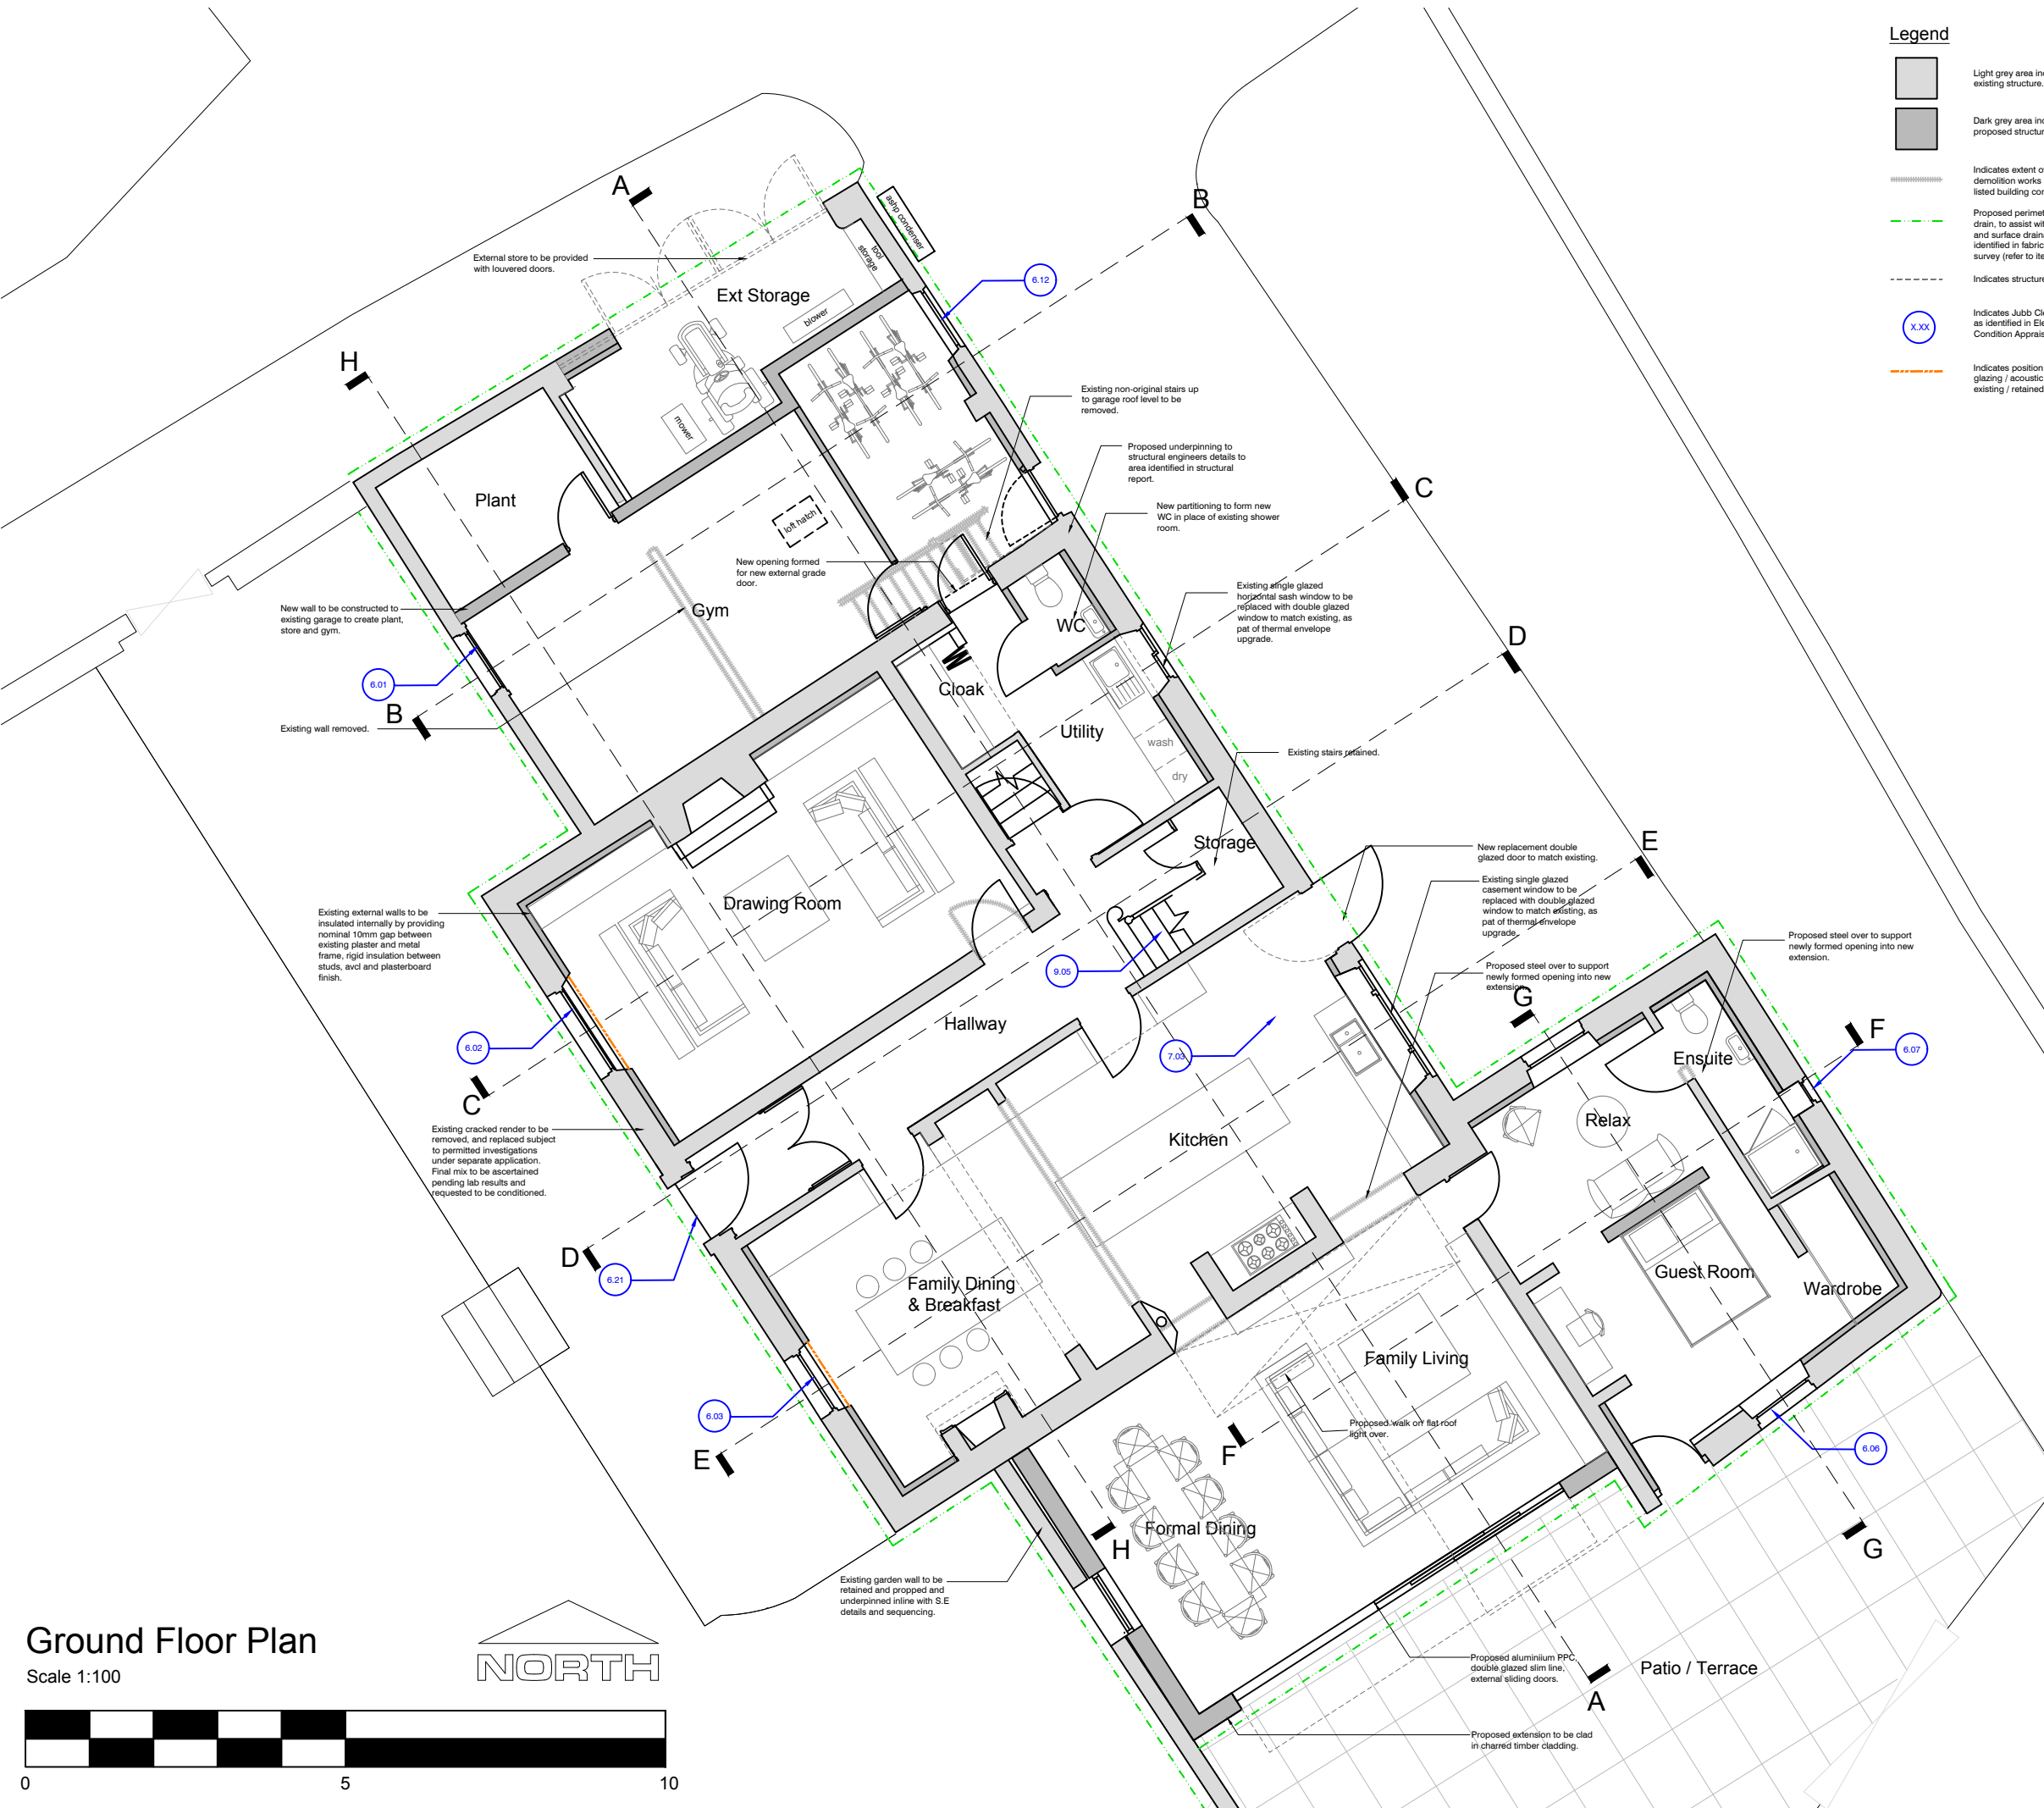 Legend
Light grey area
existing structure.
Dark grey area
proposed
Indicates extent
demolition works
listed building
Proposed
drain, to assist
and surface
identified in
survey (refer to
Indicates
X.XX
Indicates Jubb
as identified in
Condition
Indicates position
glazing / acoustic
existing / retained
A
B
ashp condenser
tool
storage
External store to be provided
with louvered doors.
Ext Storage
6.12
blower
H
mower
Existing non-original stairs up
to garage roof level to be
removed.
Proposed underpinning to
structural engineers details to
area identified in structural
report.
C
Plant
loft hatch
New partitioning to form new
WC in place of existing shower
room.
New opening formed
for new external grade
door.
Existing single glazed
horizontal sash window to be
replaced with double glazed
window to match existing, as
pat of thermal envelope
upgrade.
New wall to be constructed to
existing garage to create plant,
store and gym.
Gym
WC
D
6.01
Cloak
B
Existing wall removed.
Utility
wash
dry
Existing stairs retained.
Storage
E
New replacement double
glazed door to match existing.
Existing single glazed
casement window to be
replaced with double glazed
window to match existing, as
pat of thermal envelope
upgrade.
Drawing Room
Existing external walls to be
insulated internally by providing
nominal 10mm gap between
existing plaster and metal
frame, rigid insulation between
studs, avcl and plasterboard
finish.
Proposed steel over to support
newly formed opening into new
extension.
9.05
Proposed steel over to support
newly formed opening into new
extension.
G
F
Hallway
6.02
7.03
6.07
Ensuite
C
Relax
Existing cracked render to be
removed, and replaced subject
to permitted investigations
under separate application.
Final mix to be ascertained
pending lab results and
requested to be conditioned.
Kitchen
D
6.21
Family Dining
& Breakfast
Guest Room
Wardrobe
Family Living
6.03
Proposed walk on flat roof
light over.
F
6.06
E
Formal Dining
H
G
Existing garden wall to be
retained and propped and
underpinned inline with S.E
details and sequencing.
Ground Floor Plan
Scale 1:100
NORTH
Proposed aluminiium PPC
double glazed slim line,
external sliding doors.
Patio / Terrace
A
Proposed extension to be clad
in charred timber cladding.
0
5
10